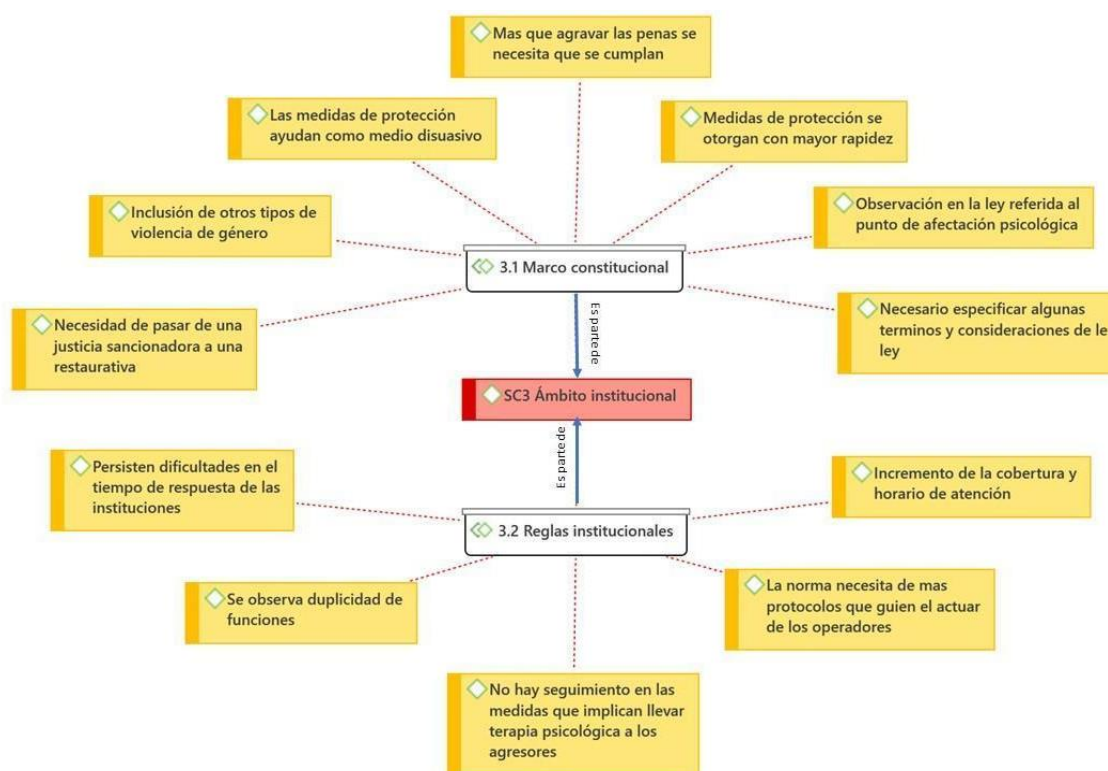 Mas que agravar las penas se
necesita que se cumplan
Las medidas de protección
ayudan como medio disuasivo
Medidas de protección se
otorgan con mayor rapidez
Inclusión de otros tipos de
violencia de género
Observación en la ley referida al
punto de afectación psicológica
3.1 Marco constitucional
Necesidad de pasar de una
justicia sancionadora a una
restaurativa
Necesario especificar algunas
terminos y consideraciones de le
ley
Es parte de
SC3 Ámbito institucional
Es parte de
Persisten dificultades en el
tiempo de respuesta de las
instituciones
Incremento de la cobertura y
horario de atención
3.2 Reglas institucionales
Se observa duplicidad de
funciones
La norma necesita de mas
protocolos que guien el actuar
de los operadores
No hay seguimiento en las
medidas que implican llevar
terapia psicológica a los
agresores